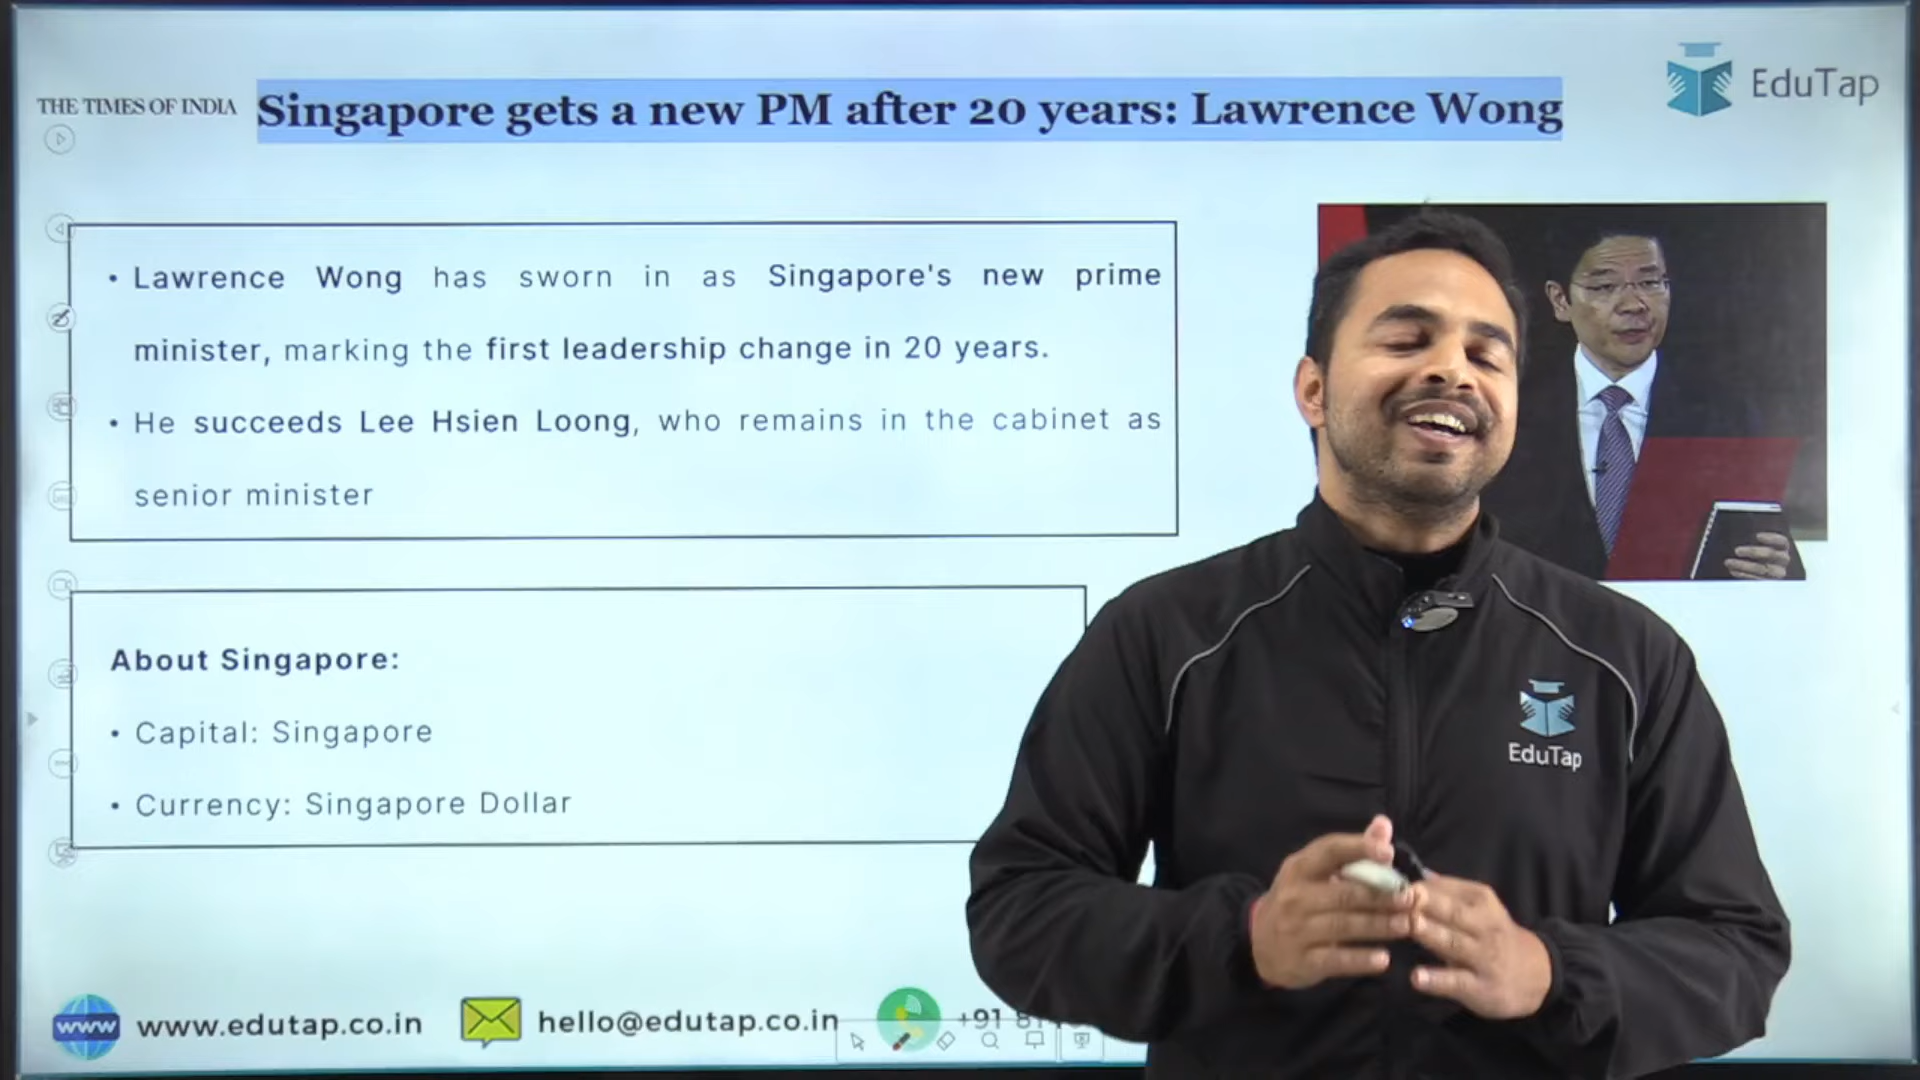 THE TIMES OF INDIA
Singapore gets a new PM after 20 years: Lawrence Wong
EduTap
• Lawrence Wong has sworn in as Singapore's new prime
minister, marking the first leadership change in 20 years.
• He succeeds Lee Hsien Loong, who remains in the cabinet as
senior minister
About Singapore:
• Capital: Singapore
• Currency: Singapore Dollar
EduTap
www www.edutap.co.in
hello@edutap.co.in
+91